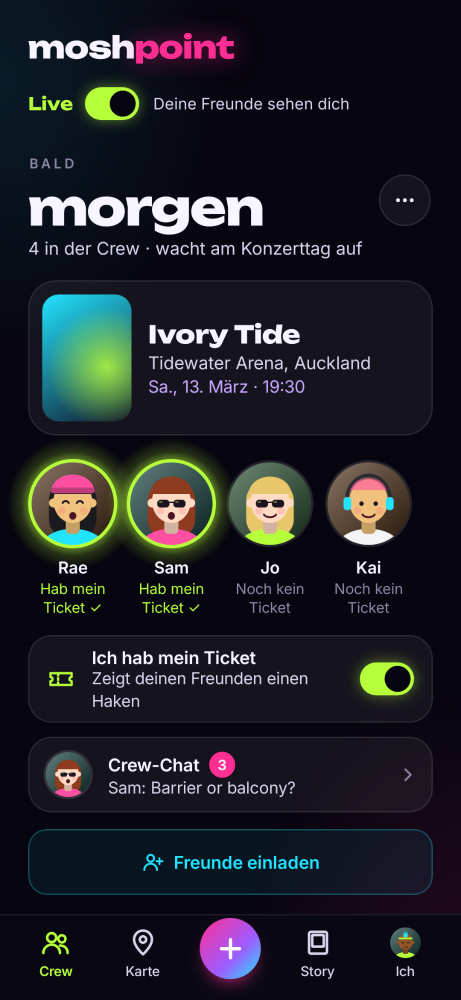 moshpoint
Live Deine Freunde sehen dich
BALD
morgen
4 in der Crew · wacht am Konzerttag auf
Ivory Tide
Tidewater Arena, Auckland
Sa., 13. März · 19:30
Rae Sam Jo Kai
Hab mein Hab mein Noch kein Noch kein
Ticket ✓ Ticket ✓ Ticket Ticket
Ich hab mein Ticket
Zeigt deinen Freunden einen
Haken
Crew-Chat 3
Sam: Barrier or balcony?
Freunde einladen
Crew Karte Story Ich